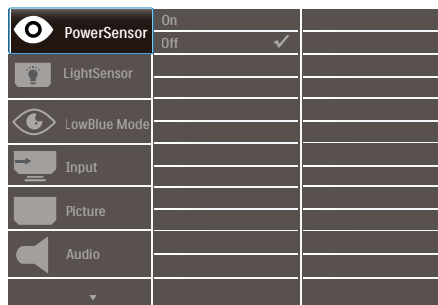 PowerSensor
On
Off
LightSensor
LowBlue Mode
Input
Picture
Audio